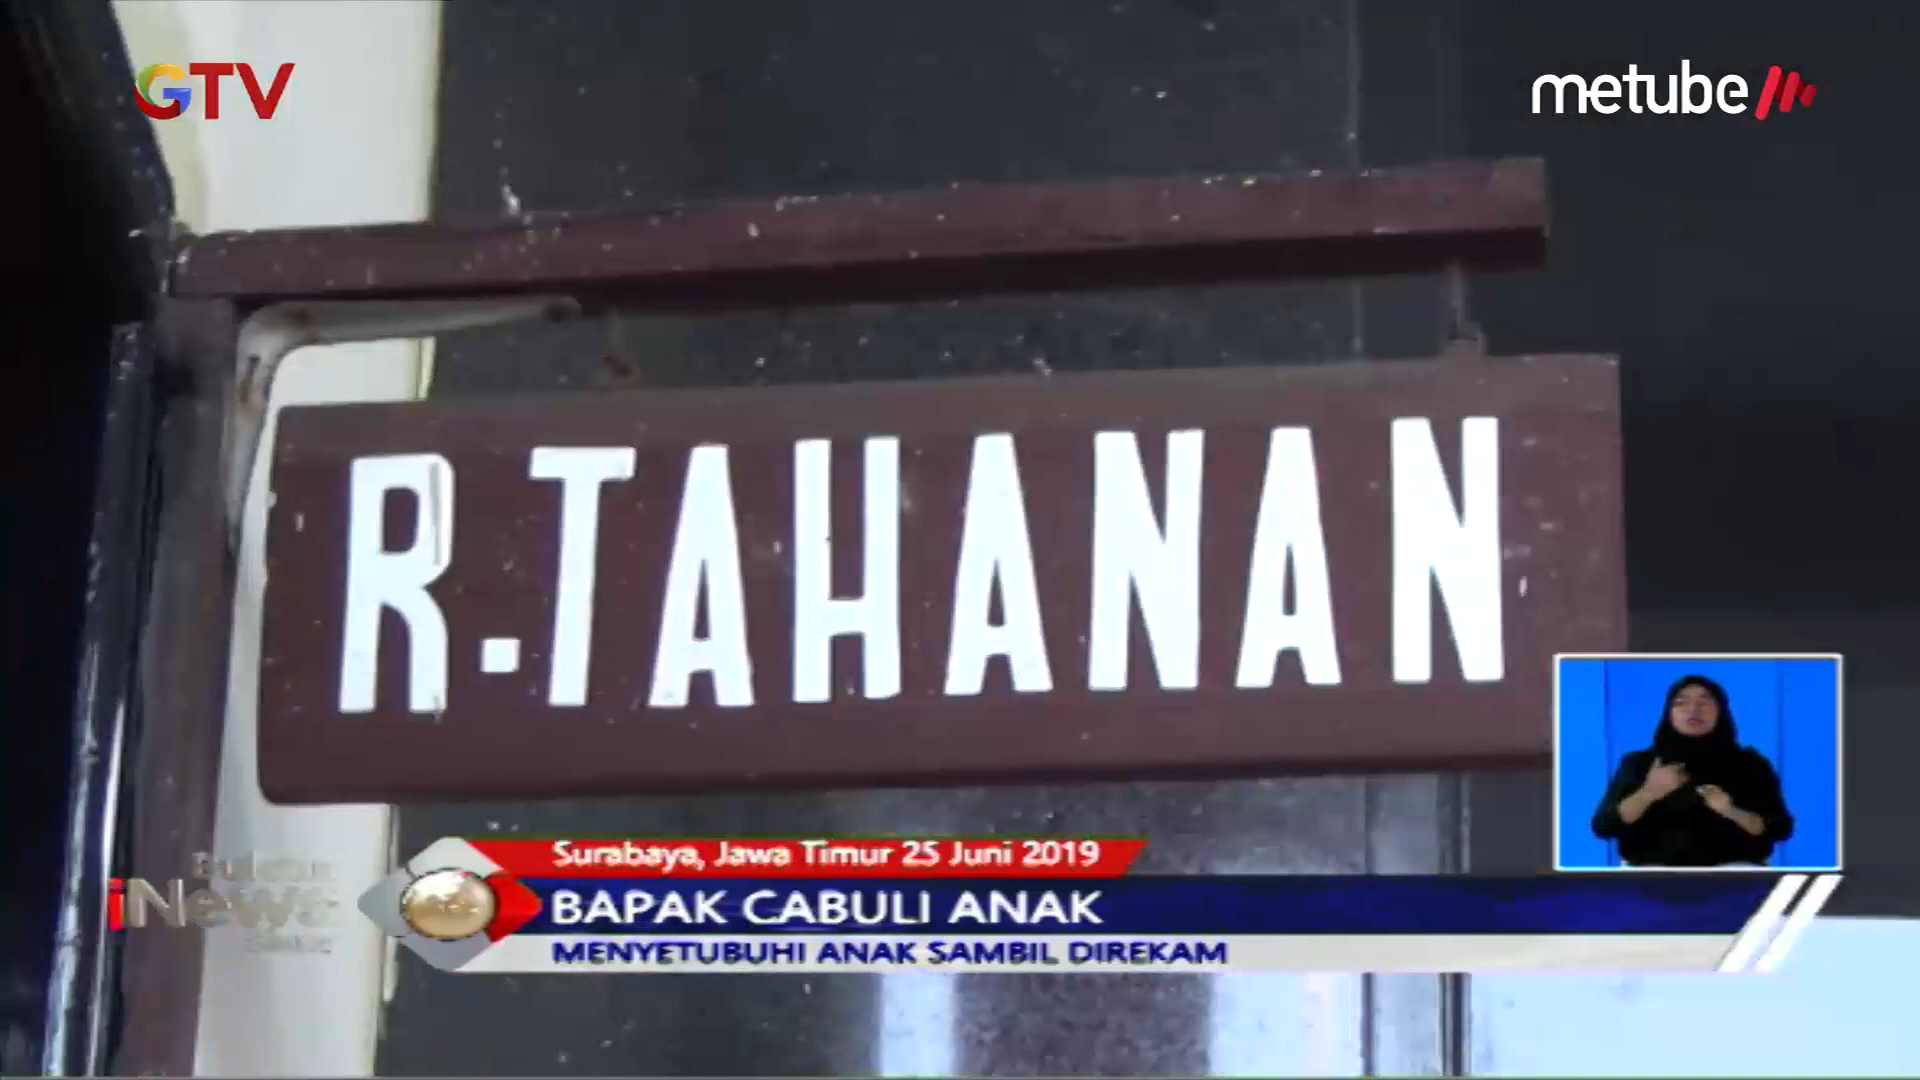 GTV
metube
R.TAHANAN
Surabaya, Jawa Timur 25 Juni 2019
iNews
BAPAK CABULI ANAK
MENYETUBUHI ANAK SAMBIL DIREKAM